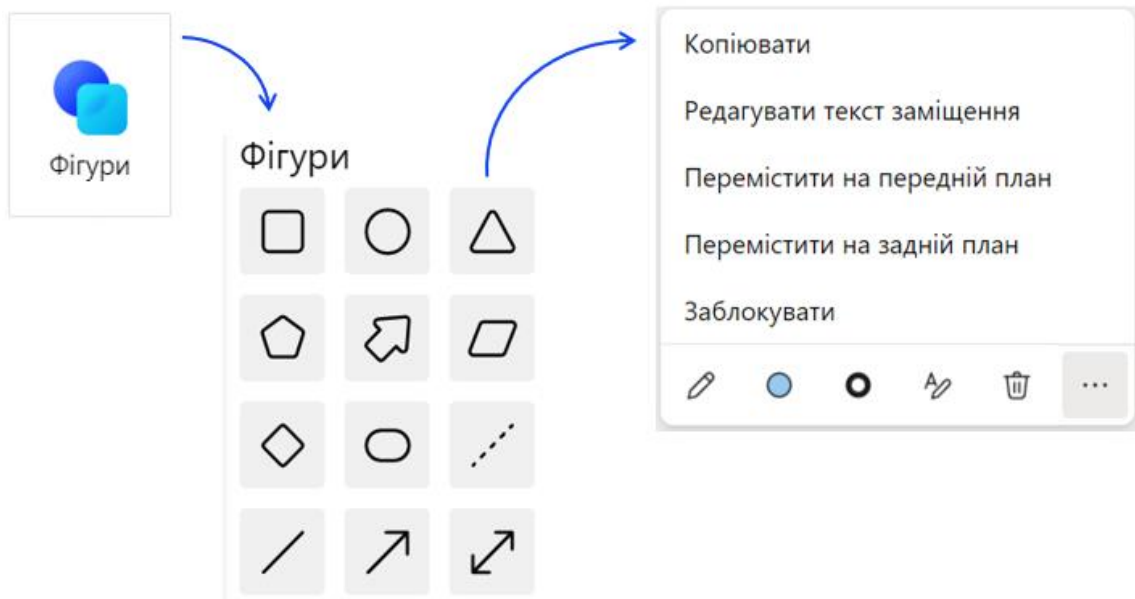 Фігури
Фігури
Копіювати
Редагувати текст заміщення
Перемістити на передній план
Перемістити на задній план
Заблокувати